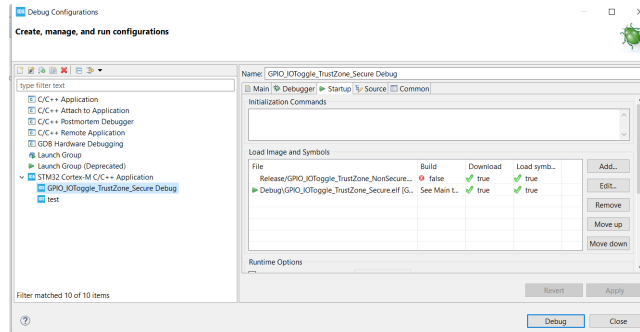 Debug Configurations
Create, manage, and run configurations
Name: GPIO_IOToggle_TrustZone_Secure Debug
type filter text
Main Debugger Startup Source Common
C/C++ Application
C/C++ Attach to Application
C/C++ Postmortem Debugger
C/C++ Remote Application
GDB Hardware Debugging
Launch Group
Launch Group (Deprecated)
STM32 Cortex-M C/C++ Application
GPIO_IOToggle_TrustZone_Secure Debug
test
Filter matched 10 of 10 items
Initialization Commands
Load Image and Symbols
File Build Download Load symb...
Release/GPIO_IOToggle_TrustZone_NonSecure... false true true
Debug\GPIO_IOToggle_TrustZone_Secure.elf [G... See Main t... true true
Add...
Edit...
Remove
Move up
Move down
Runtime Options
Revert Apply
Debug Close